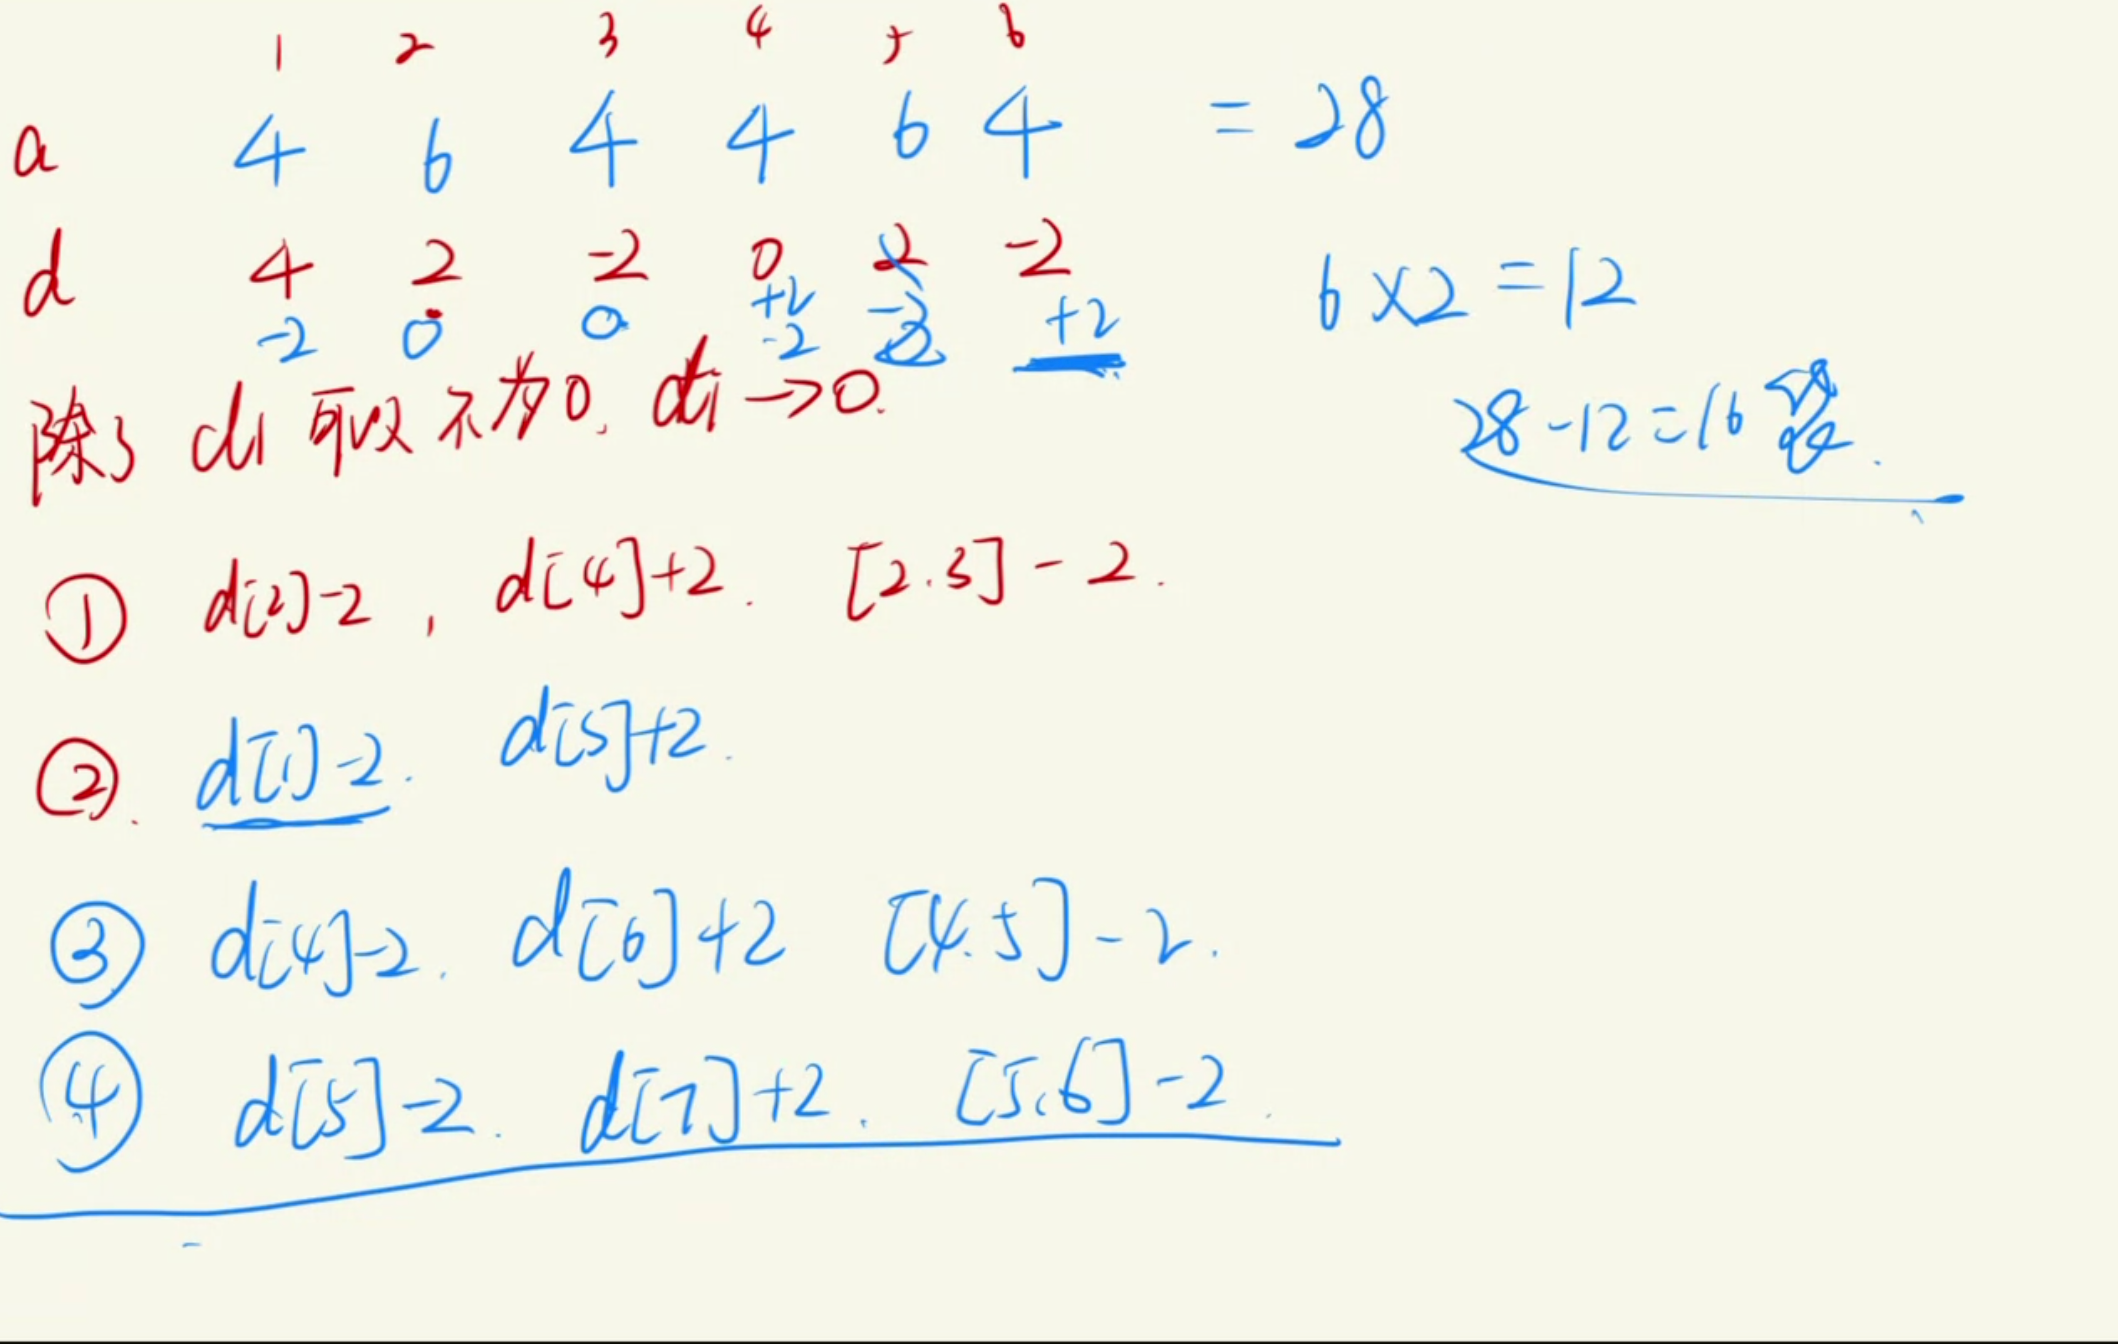 1 2 3 4 5 6
a 4 6 4 4 6 4 = 28
d 4 2 -2 0 2 -2
6×2=12
-2 0 0 +2 -2 +2
-2
除了 d1 可以不为0, di→0.
28-12=16
① d[2]-2, d[4]+2. [2.3]-2.
②. d[1]-2. d[5]+2.
③ d[4]-2. d[6]+2 [4.5]-2.
④ d[5]-2. d[7]+2. [5.6]-2.